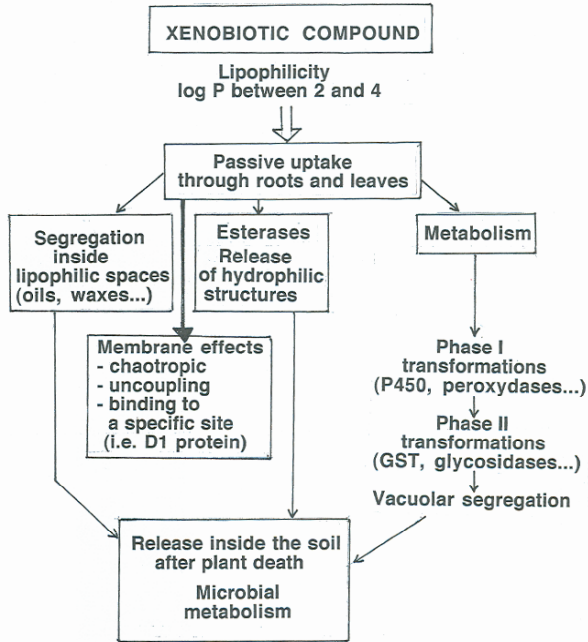 XENOBIOTIC COMPOUND
Lipophilicity
log P between 2 and 4
Passive uptake
through roots and leaves
Segregation
inside
lipophilic spaces
(oils, waxes...)
Esterases
Release
of hydrophilic
structures
Metabolism
Membrane effects
- chaotropic
- uncoupling
- binding to
a specific site
(i.e. D1 protein)
Phase I
transformations
(P450, peroxydases...)
Phase II
transformations
(GST, glycosidases...)
Vacuolar segregation
Release inside the soil
after plant death
Microbial
metabolism